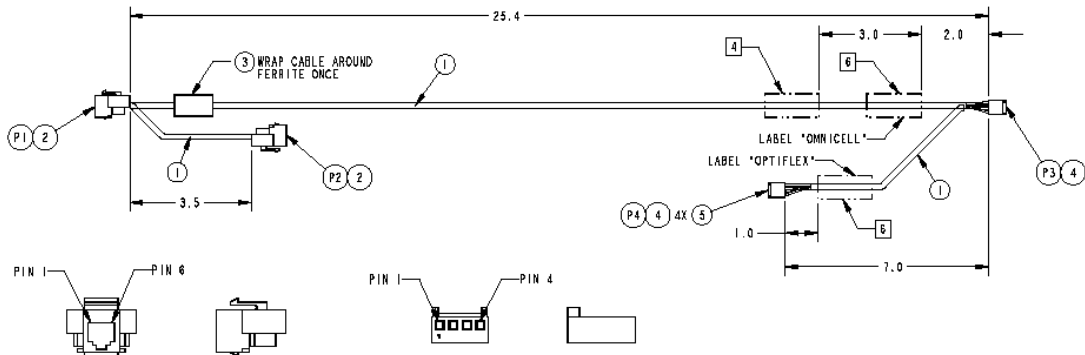 25.4
3.0
2.0
4
6
3 WRAP CABLE AROUND
FERRITE ONCE
1
P1 2
1
P2 2
LABEL "OMNICELL"
LABEL "OPTIFLEX"
P3 4
1
3.5
P4 4 4X 5
6
1.0
7.0
PIN 1
PIN 6
PIN 1
PIN 4